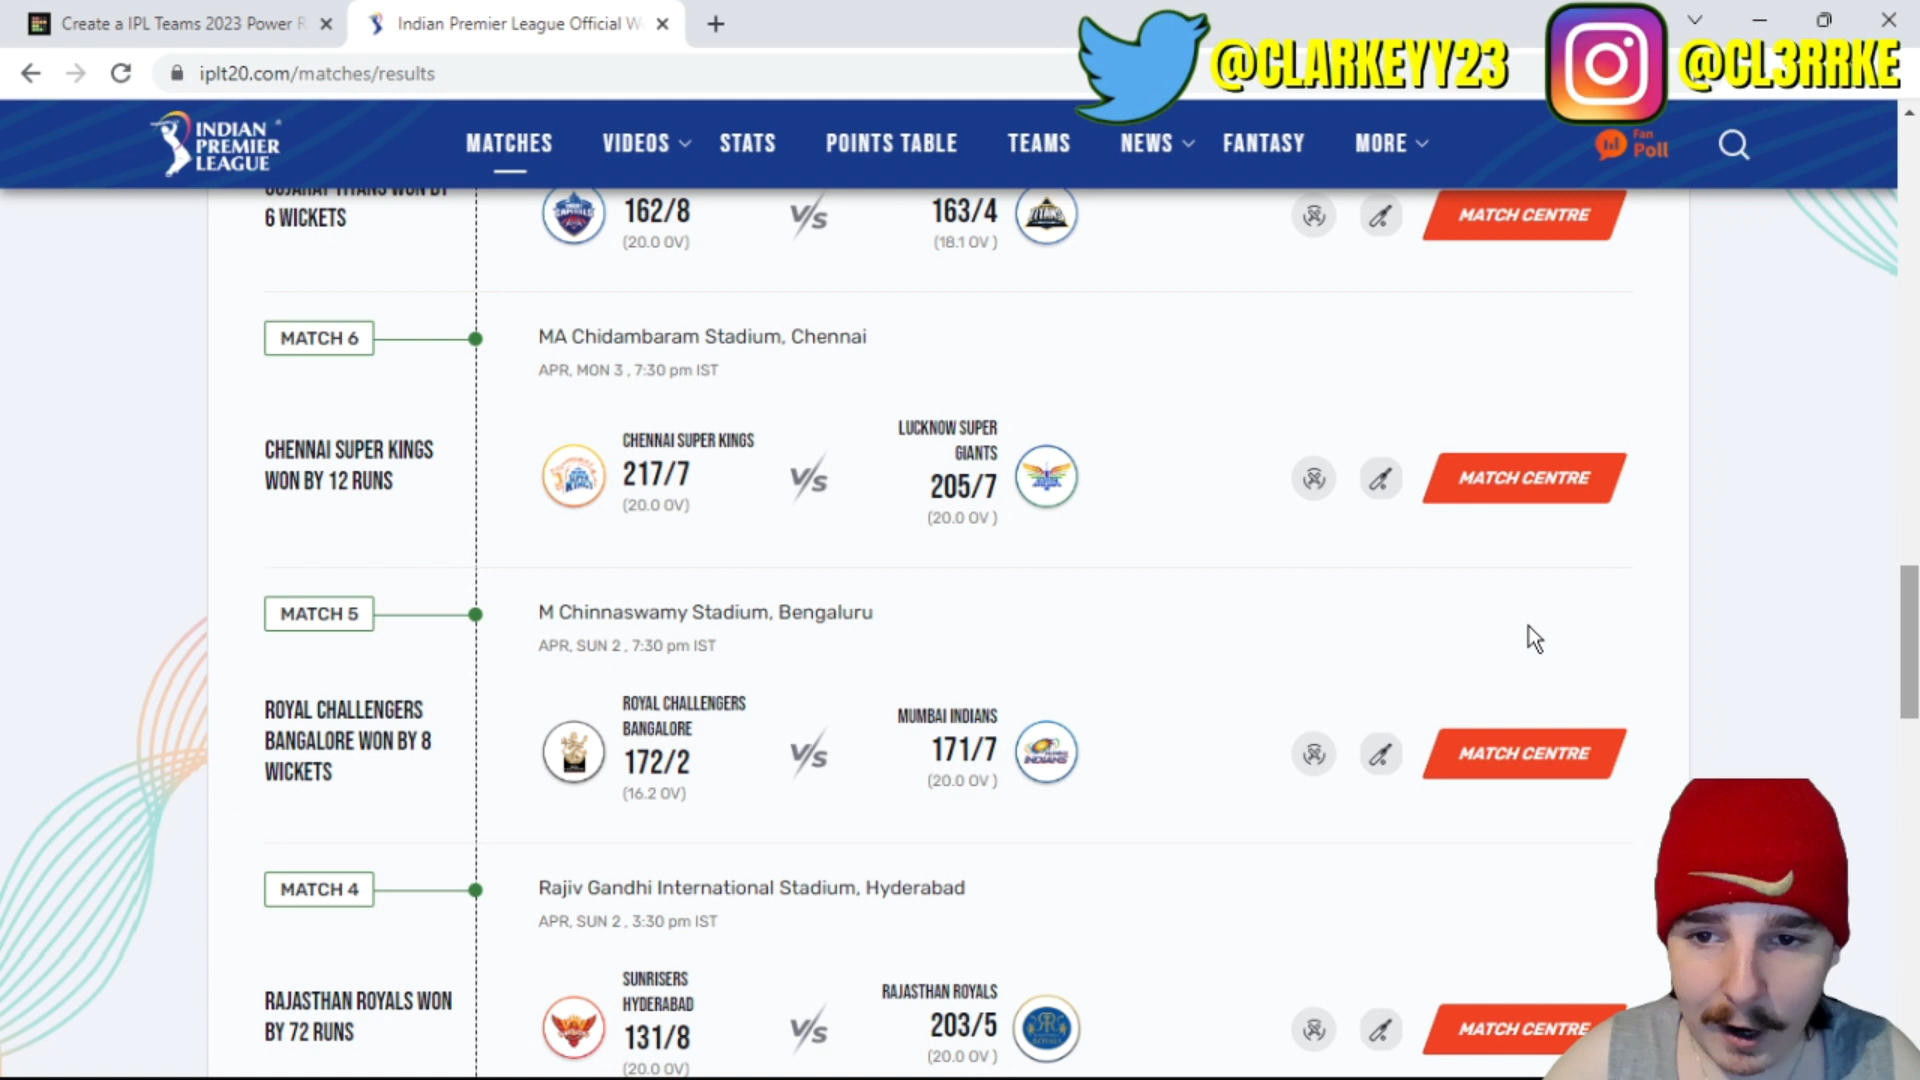 Create a IPL Teams 2023 Power R
Indian Premier League Official W
@CLARKEYY23
@CL3RRKE
iplt20.com/matches/results
INDIAN
PREMIER
LEAGUE
MATCHES
VIDEOS
STATS
POINTS TABLE
TEAMS
NEWS
FANTASY
MORE
Fan
Poll
GUJARAT TITANS WON BY
6 WICKETS
162/8
(20.0 OV)
V/S
163/4
(18.1 OV )
MATCH CENTRE
MATCH 6
MA Chidambaram Stadium, Chennai
APR, MON 3 , 7:30 pm IST
CHENNAI SUPER KINGS
WON BY 12 RUNS
CHENNAI SUPER KINGS
217/7
(20.0 OV)
V/S
LUCKNOW SUPER
GIANTS
205/7
(20.0 OV )
MATCH CENTRE
MATCH 5
M Chinnaswamy Stadium, Bengaluru
APR, SUN 2 , 7:30 pm IST
ROYAL CHALLENGERS
BANGALORE WON BY 8
WICKETS
ROYAL CHALLENGERS
BANGALORE
172/2
(16.2 OV)
V/S
MUMBAI INDIANS
171/7
(20.0 OV )
MATCH CENTRE
MATCH 4
Rajiv Gandhi International Stadium, Hyderabad
APR, SUN 2 , 3:30 pm IST
RAJASTHAN ROYALS WON
BY 72 RUNS
SUNRISERS
HYDERABAD
131/8
(20.0 OV)
V/S
RAJASTHAN ROYALS
203/5
(20.0 OV )
MATCH CENTRE